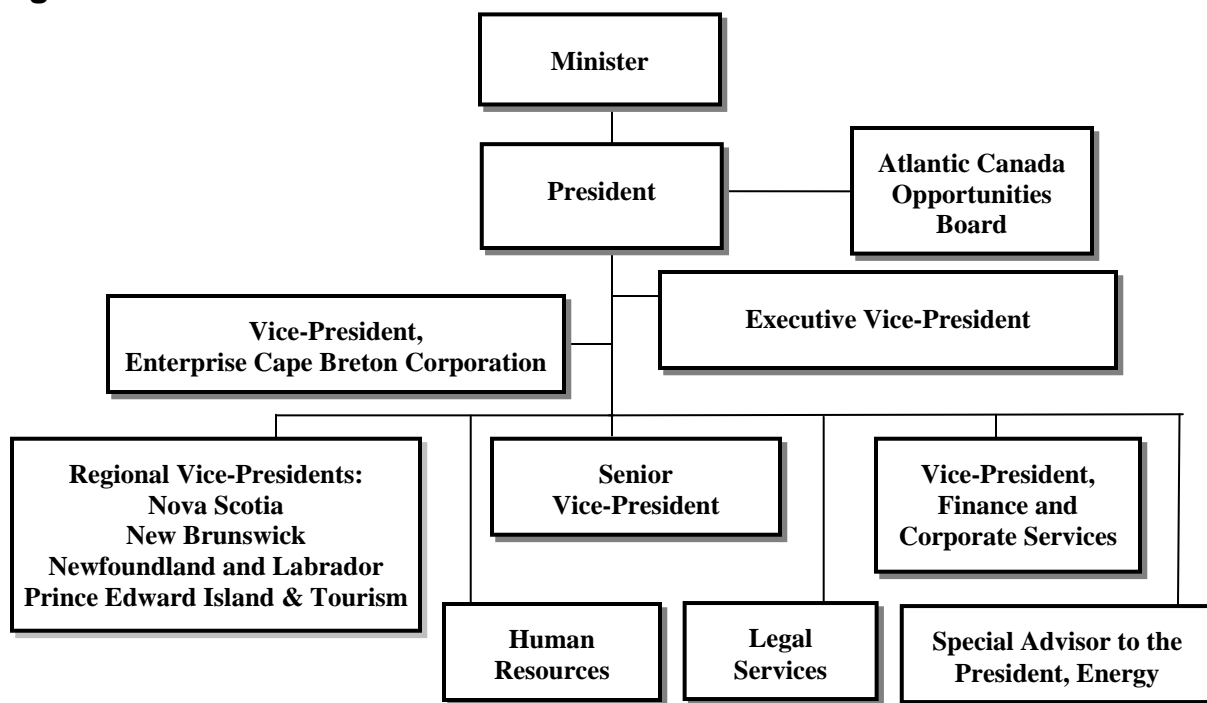 Minister
President
Atlantic Canada
Opportunities
Board
Executive Vice-President
Vice-President,
Enterprise Cape Breton Corporation
Regional Vice-Presidents:
Nova Scotia
New Brunswick
Newfoundland and Labrador
Prince Edward Island & Tourism
Senior
Vice-President
Vice-President,
Finance and
Corporate Services
Human
Resources
Legal
Services
Special Advisor to the
President, Energy